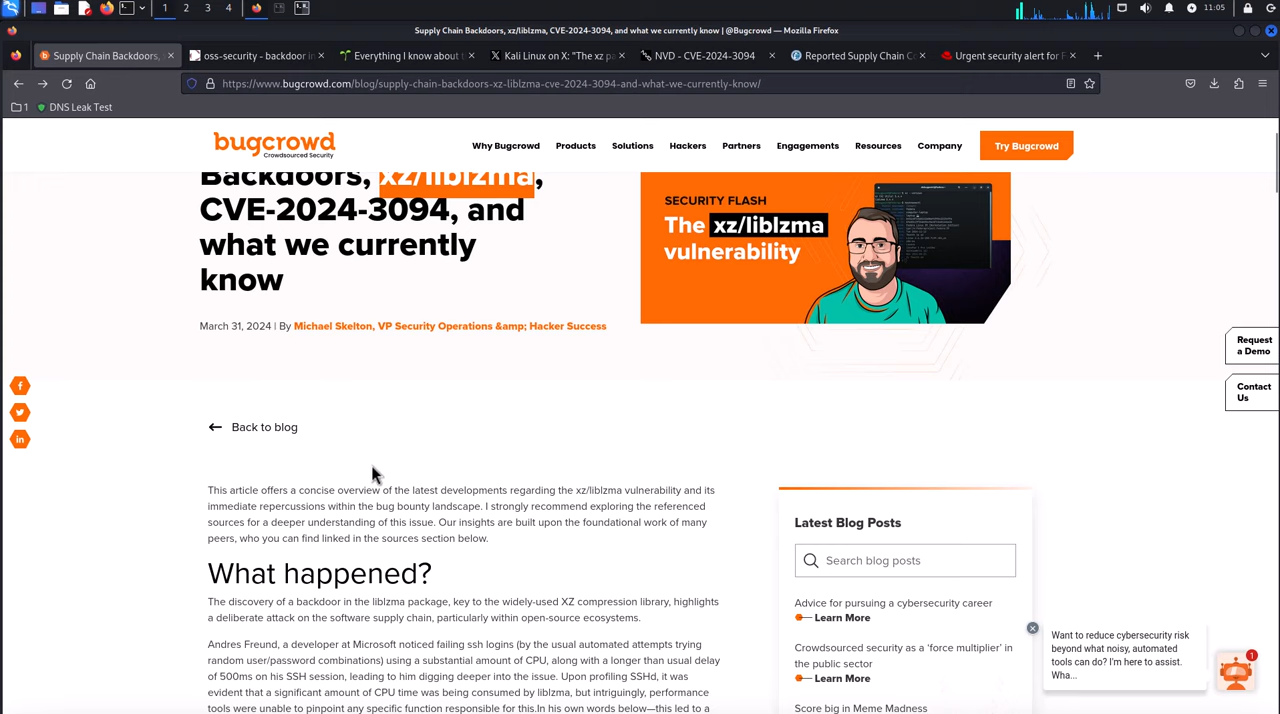 1
2
3
4
11:05
Supply Chain Backdoors, xz/liblzma, CVE-2024-3094, and what we currently know | @Bugcrowd — Mozilla Firefox
Supply Chain Backdoors,
oss-security - backdoor in
Everything I know about t
Kali Linux on X: "The xz pa
NVD - CVE-2024-3094
Reported Supply Chain C
Urgent security alert for F
https://www.bugcrowd.com/blog/supply-chain-backdoors-xz-liblzma-cve-2024-3094-and-what-we-currently-know/
1
DNS Leak Test
bugcrowd
Crowdsourced Security
Why Bugcrowd
Products
Solutions
Hackers
Partners
Engagements
Resources
Company
Try Bugcrowd
Backdoors, xz/liblzma,
CVE-2024-3094, and
what we currently
know
March 31, 2024 | By Michael Skelton, VP Security Operations &amp; Hacker Success
SECURITY FLASH
The xz/liblzma
vulnerability
Request
a Demo
Contact
Us
Back to blog
This article offers a concise overview of the latest developments regarding the xz/liblzma vulnerability and its
immediate repercussions within the bug bounty landscape. I strongly recommend exploring the referenced
sources for a deeper understanding of this issue. Our insights are built upon the foundational work of many
peers, who you can find linked in the sources section below.
What happened?
The discovery of a backdoor in the liblzma package, key to the widely-used XZ compression library, highlights
a deliberate attack on the software supply chain, particularly within open-source ecosystems.
Andres Freund, a developer at Microsoft noticed failing ssh logins (by the usual automated attempts trying
random user/password combinations) using a substantial amount of CPU, along with a longer than usual delay
of 500ms on his SSH session, leading to him digging deeper into the issue. Upon profiling SSHd, it was
evident that a significant amount of CPU time was being consumed by liblzma, but intriguingly, performance
tools were unable to pinpoint any specific function responsible for this.In his own words below—this led to a
Latest Blog Posts
Search blog posts
Advice for pursuing a cybersecurity career
Learn More
Crowdsourced security as a ‘force multiplier’ in
the public sector
Learn More
Score big in Meme Madness
Want to reduce cybersecurity risk
beyond what noisy, automated
tools can do? I'm here to assist.
Wha...
1